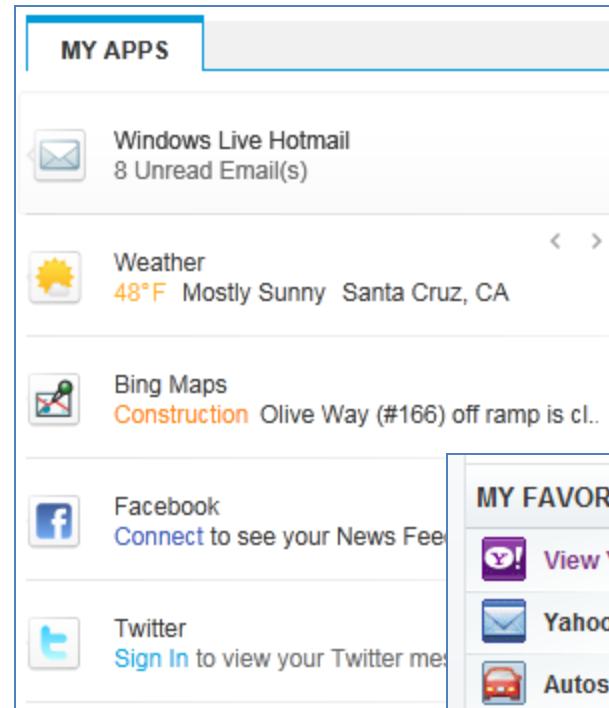 MY APPS
Windows Live Hotmail
8 Unread Email(s)
Weather
48°F Mostly Sunny Santa Cruz, CA
Bing Maps
Construction Olive Way (#166) off ramp is cl..
Facebook
Connect to see your News Fee
Twitter
Sign In to view your Twitter mes
MY FAVOR
View Y
Yahoo
Autos